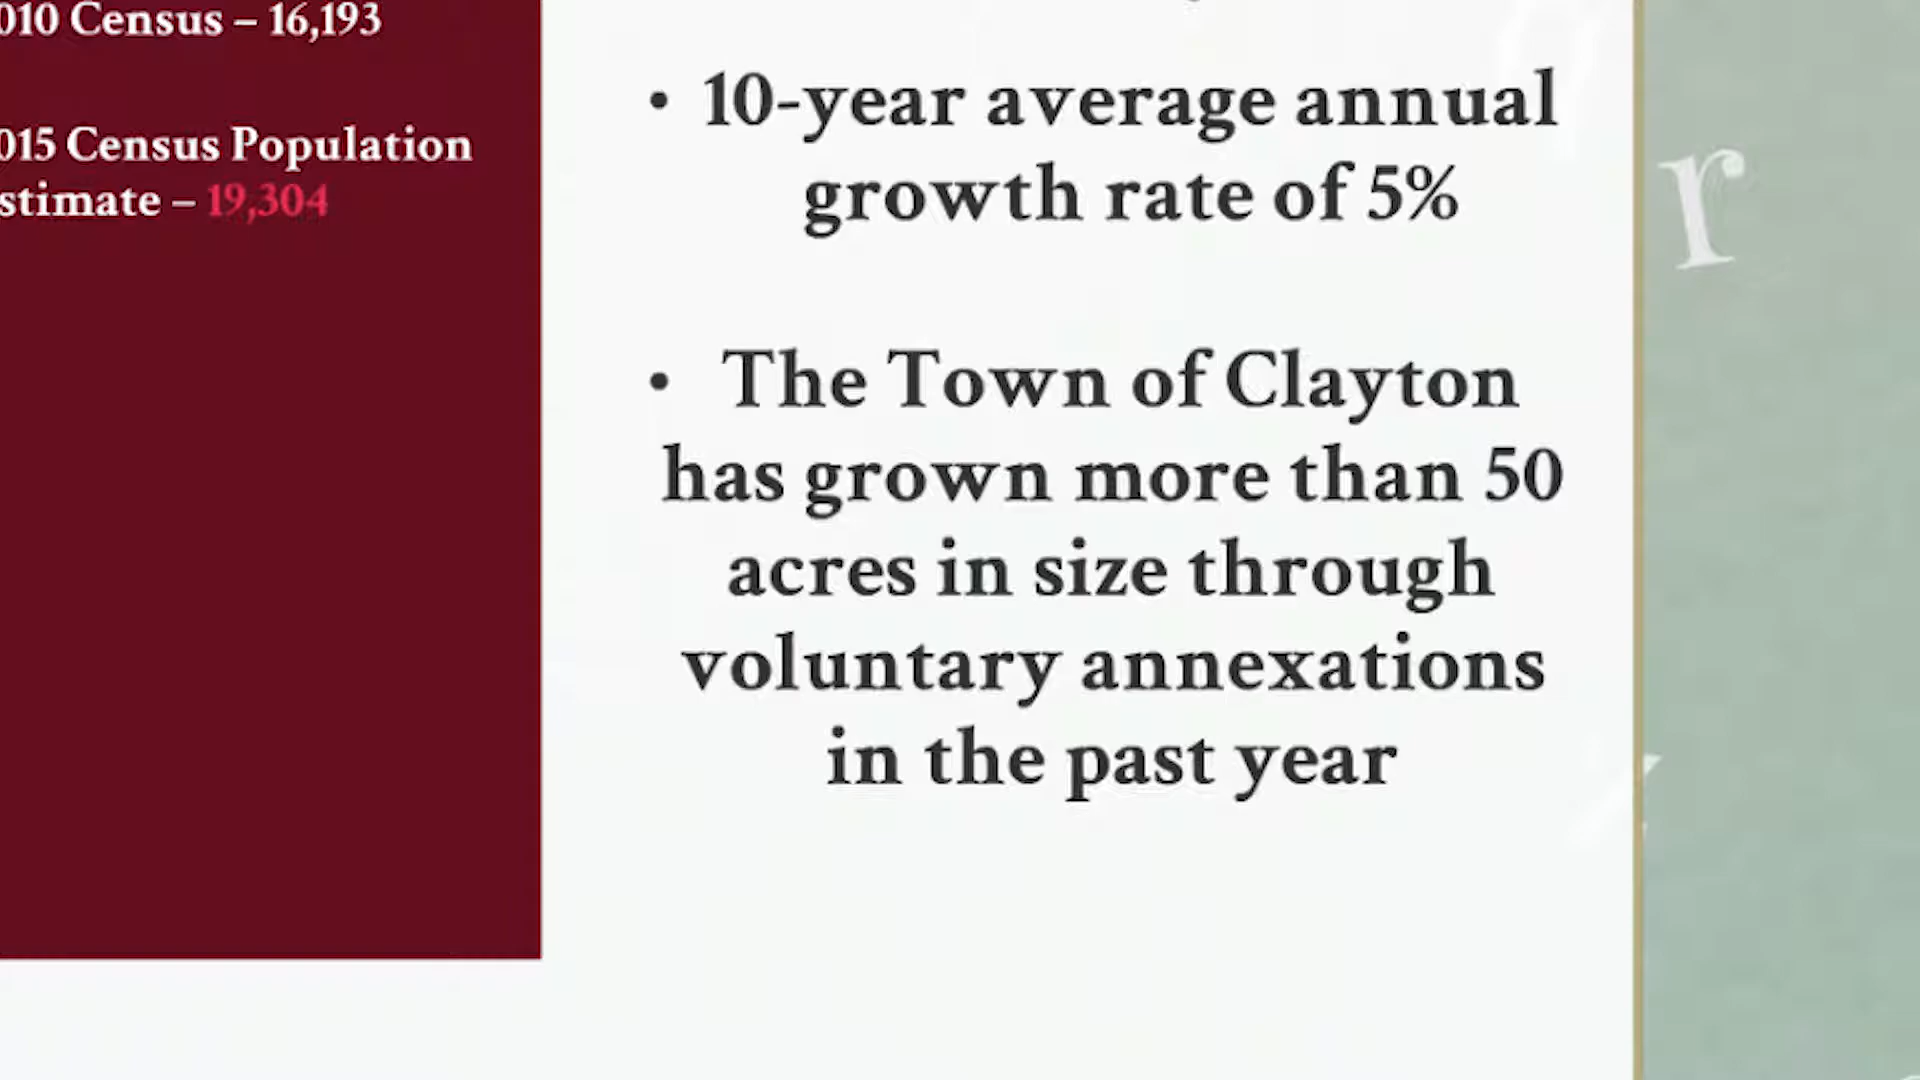 010 Census – 16,193
015 Census Population
stimate – 19,304
• 10-year average annual
growth rate of 5%
• The Town of Clayton
has grown more than 50
acres in size through
voluntary annexations
in the past year
r